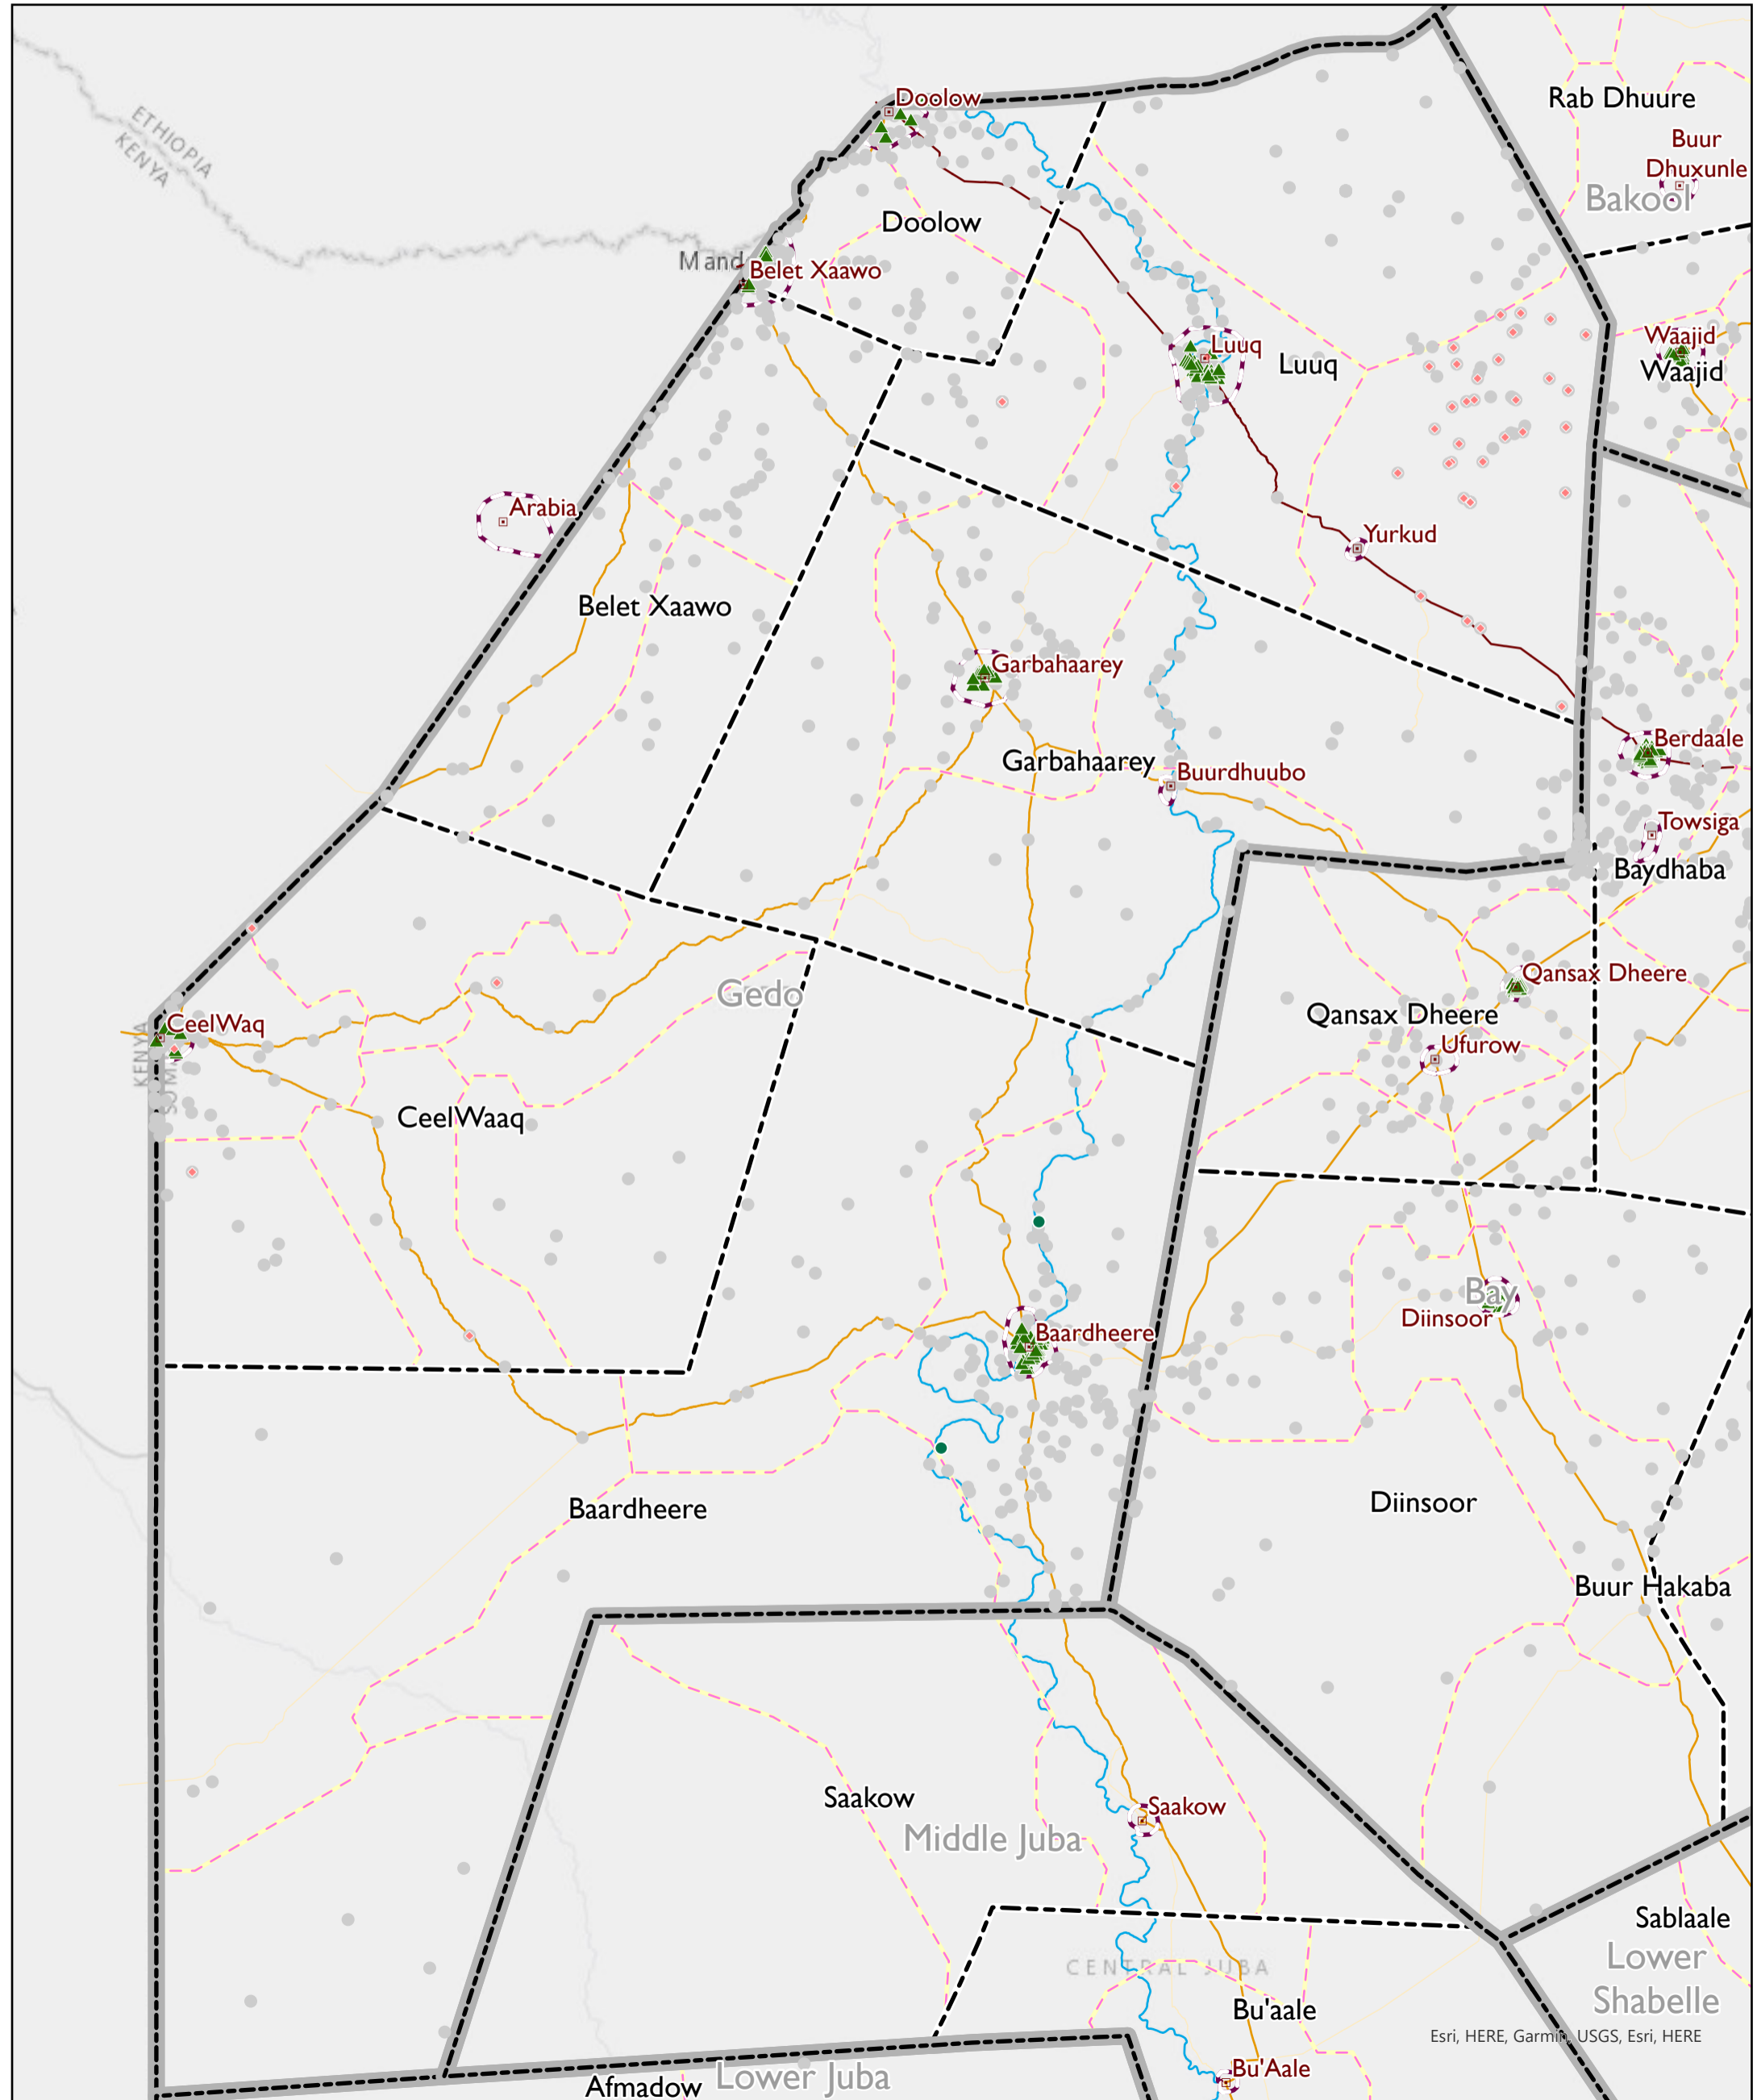 Doolow
Rab Dhuure
ETHIOPIA
KENYA
Buur
Dhuxunle
Bakool
Doolow
Mand
Belet Xaawo
Waajid
Waajid
Luuq
Luuq
Arabia
Yurkud
Belet Xaawo
Garbahaarey
Garbahaarey
Buurdhuubo
Berdaale
Towsiga
Baydhaba
Qansax Dheere
Gedo
Qansax Dheere
CeelWaq
Ufurow
KENYA
CeelWaaq
Bay
Diinsoor
Baardheere
Baardheere
Diinsoor
Buur Hakaba
Saakow
Saakow
Middle Juba
Sablaale
CENTRAL JUBA
Lower
Shabelle
Bu'aale
Esri, HERE, Garmin, USGS, Esri, HERE
Bu'Aale
Afmadow
Lower Juba